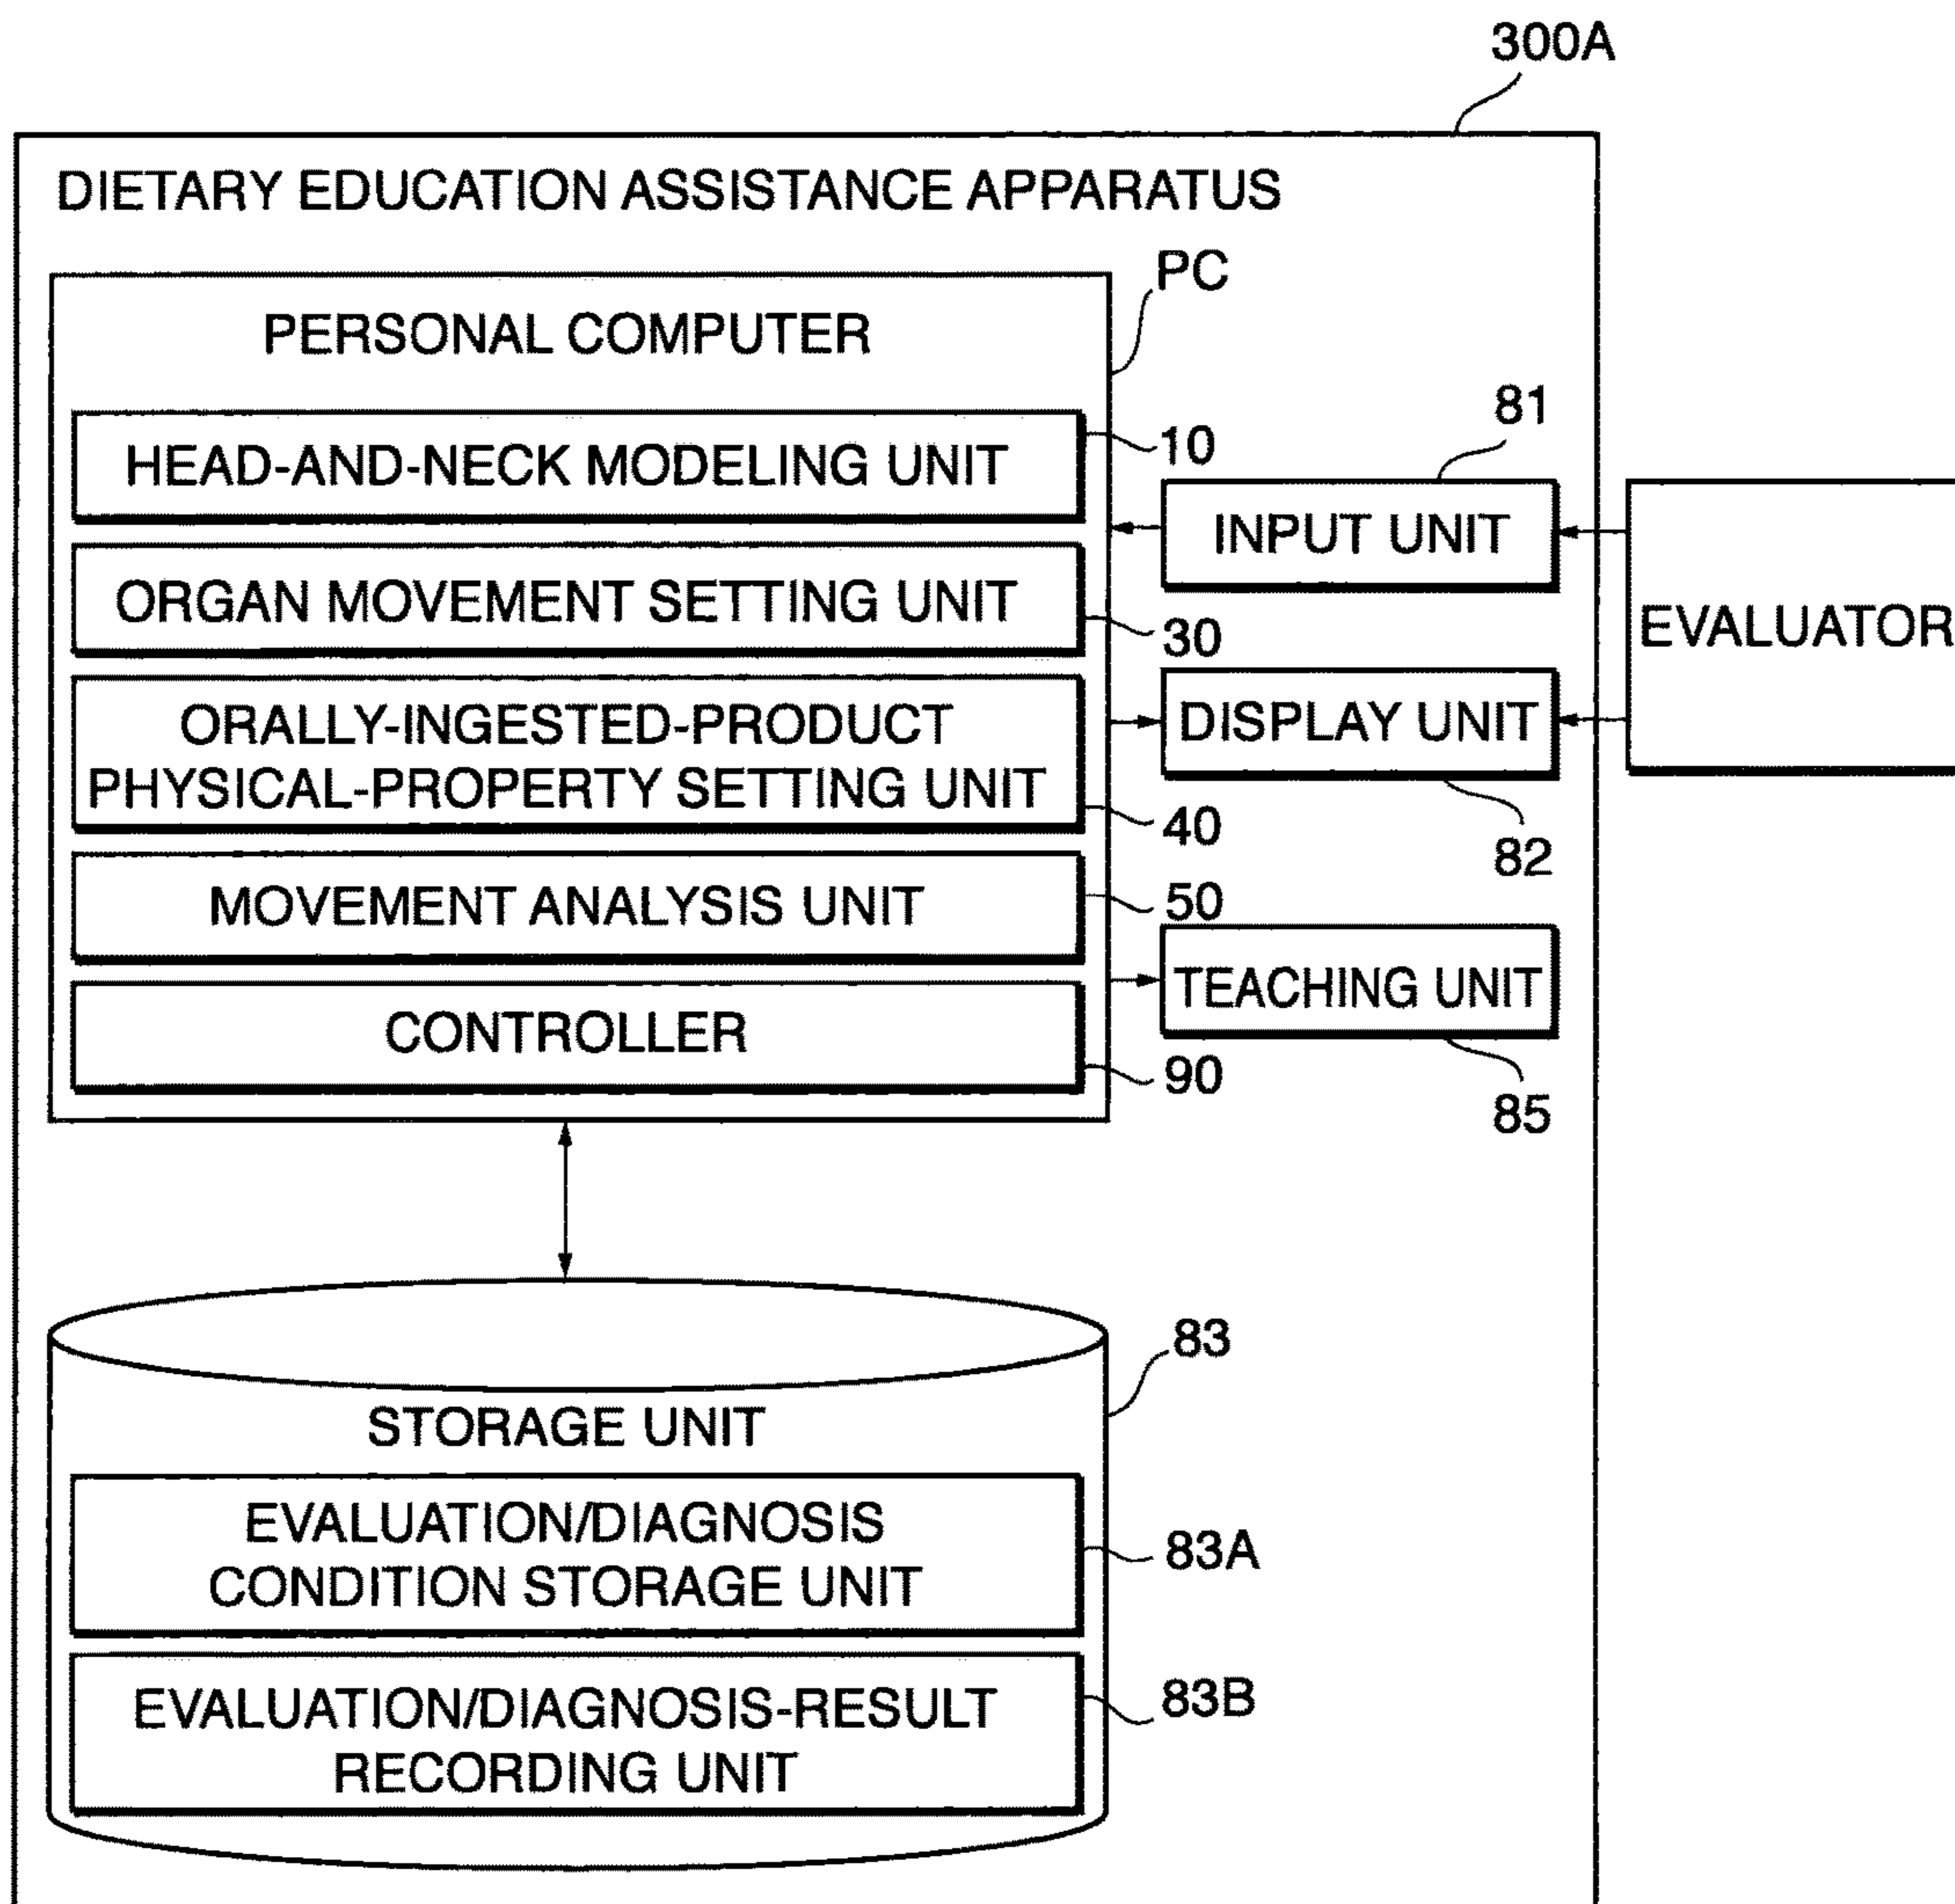 300A
DIETARY EDUCATION ASSISTANCE APPARATUS
PC
PERSONAL COMPUTER
HEAD-AND-NECK MODELING UNIT
10
ORGAN MOVEMENT SETTING UNIT
30
ORALLY-INGESTED-PRODUCT
PHYSICAL-PROPERTY SETTING UNIT
40
MOVEMENT ANALYSIS UNIT
50
CONTROLLER
90
81
INPUT UNIT
DISPLAY UNIT
82
TEACHING UNIT
85
EVALUATOR
83
STORAGE UNIT
EVALUATION/DIAGNOSIS
CONDITION STORAGE UNIT
83A
EVALUATION/DIAGNOSIS-RESULT
RECORDING UNIT
83B